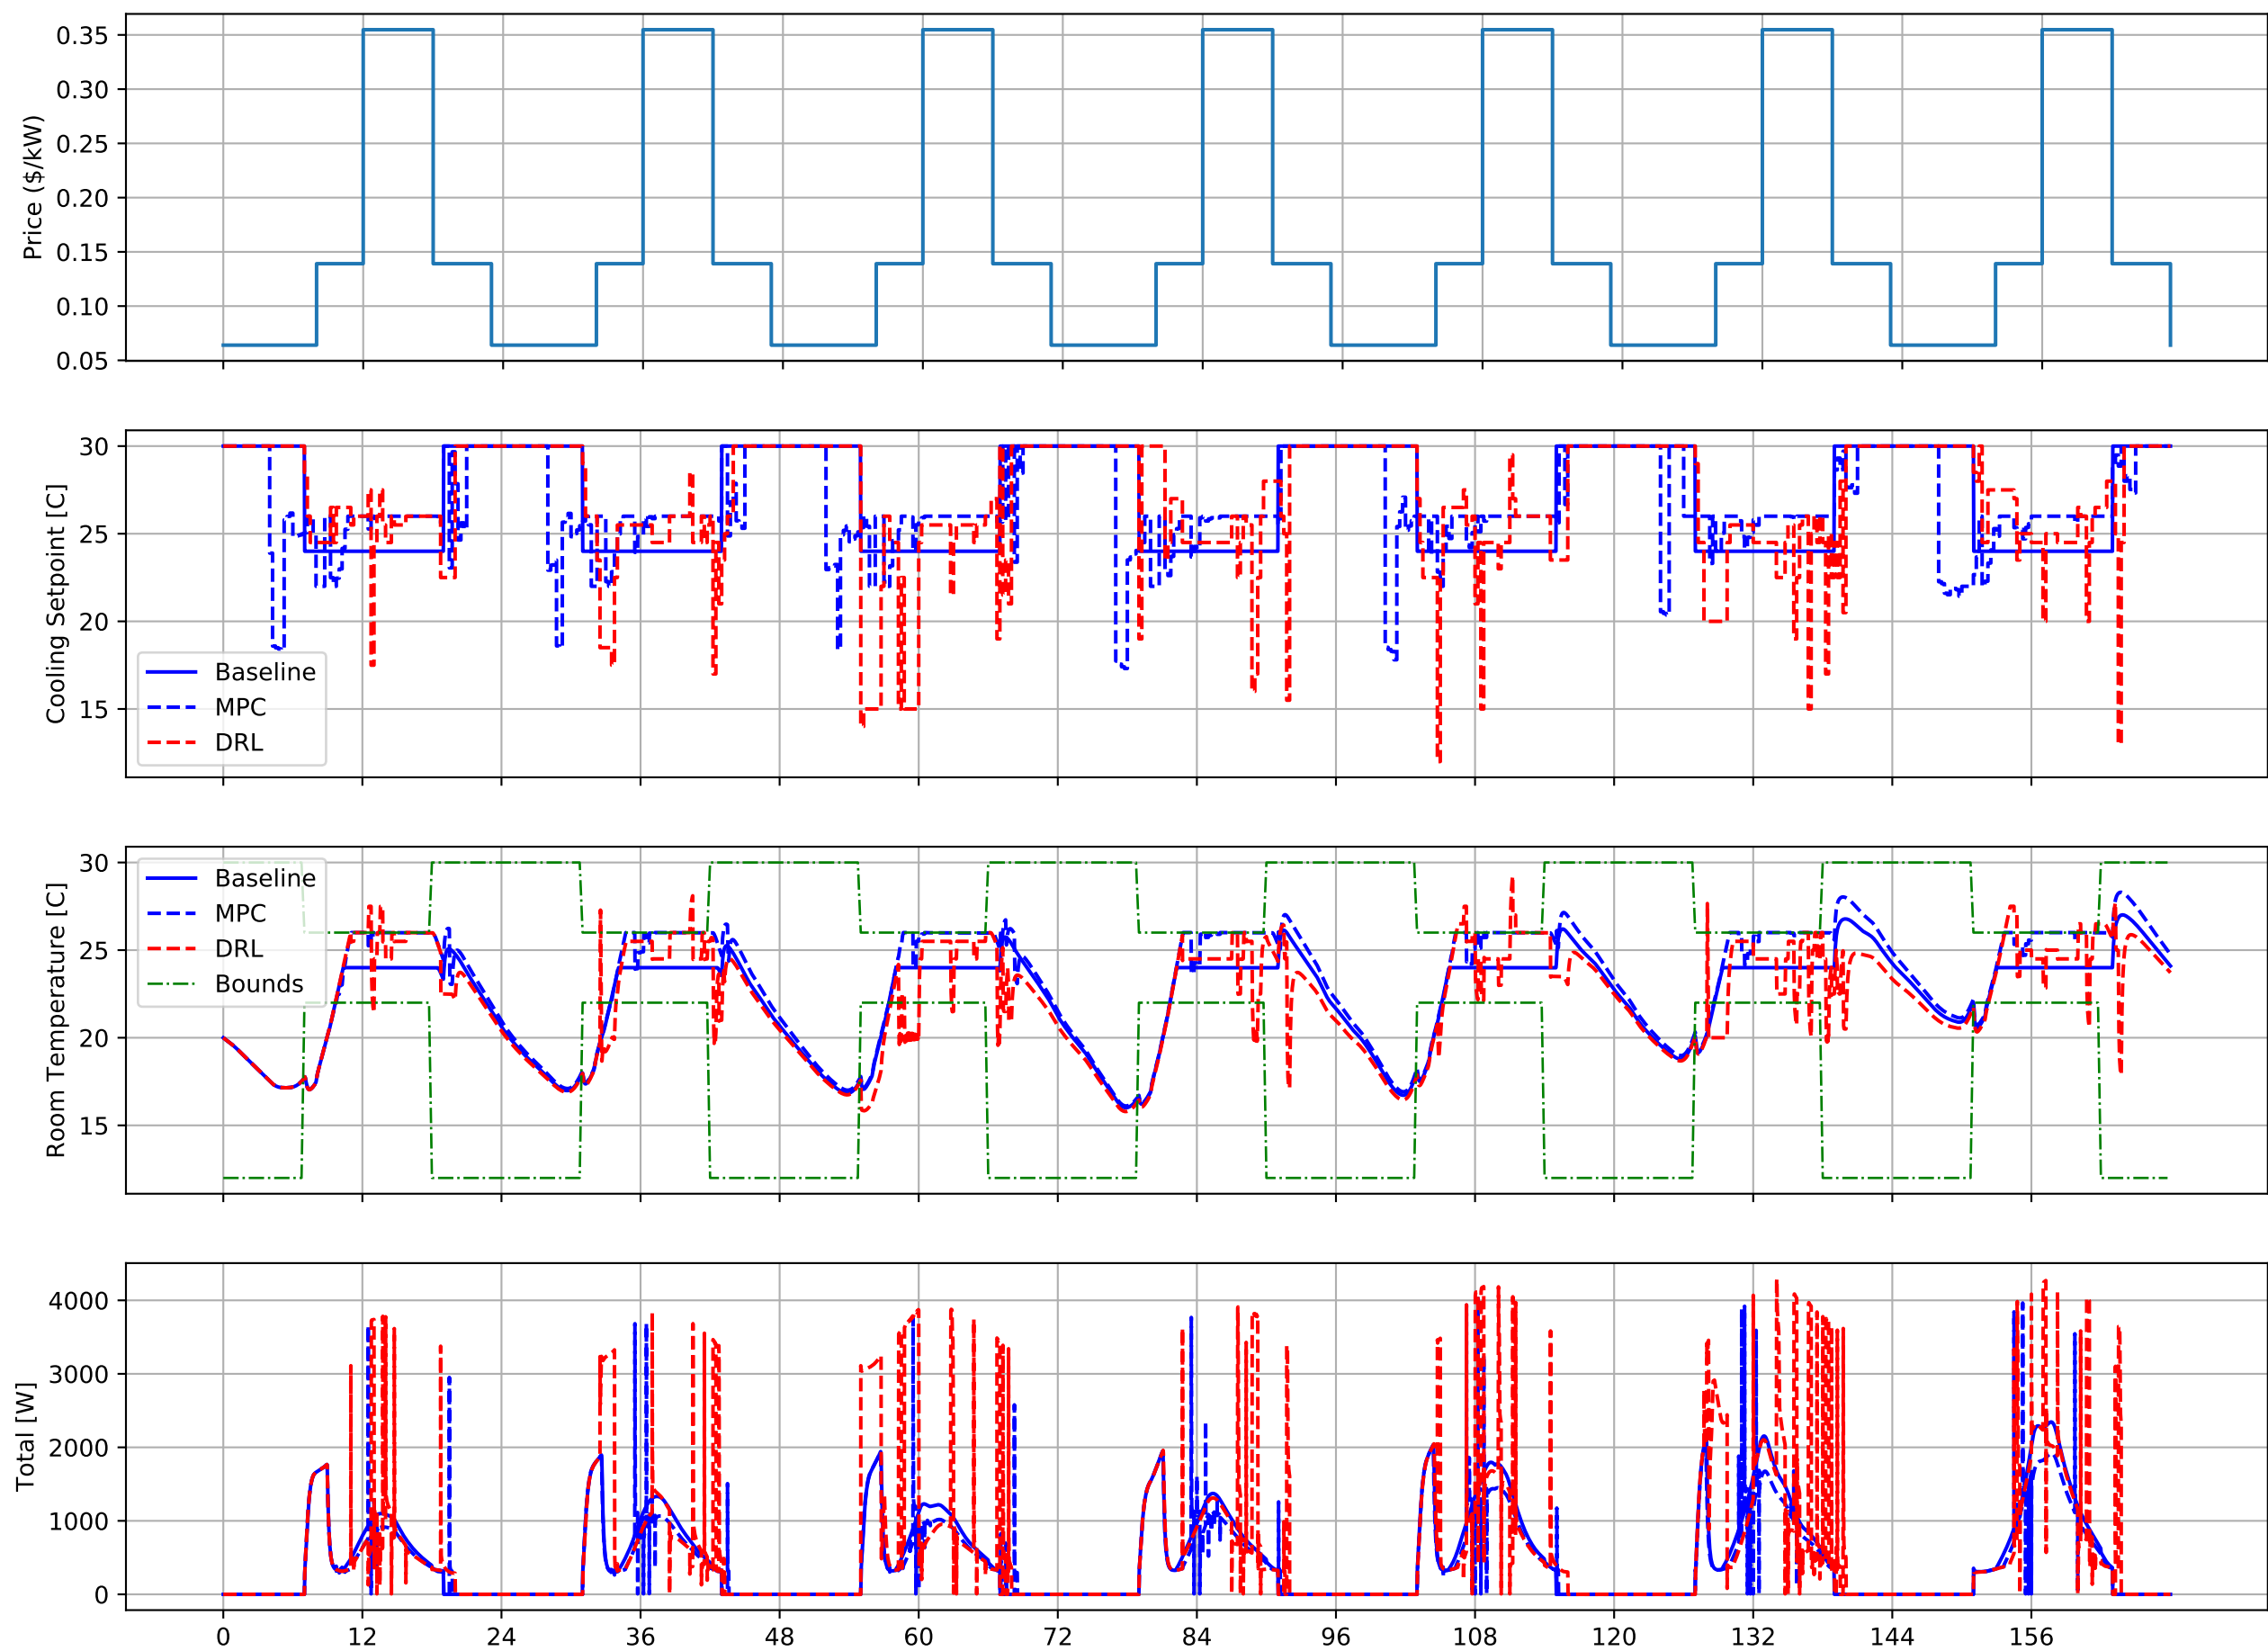 Price ($/kW)
0.35
0.30
0.25
0.20
0.15
0.10
0.05
Cooling Setpoint [C]
30
25
20
15
Baseline
MPC
DRL
Room Temperature [C]
30
25
20
15
Baseline
MPC
DRL
Bounds
Total [W]
4000
3000
2000
1000
0
0 12 24 36 48 60 72 84 96 108 120 132 144 156